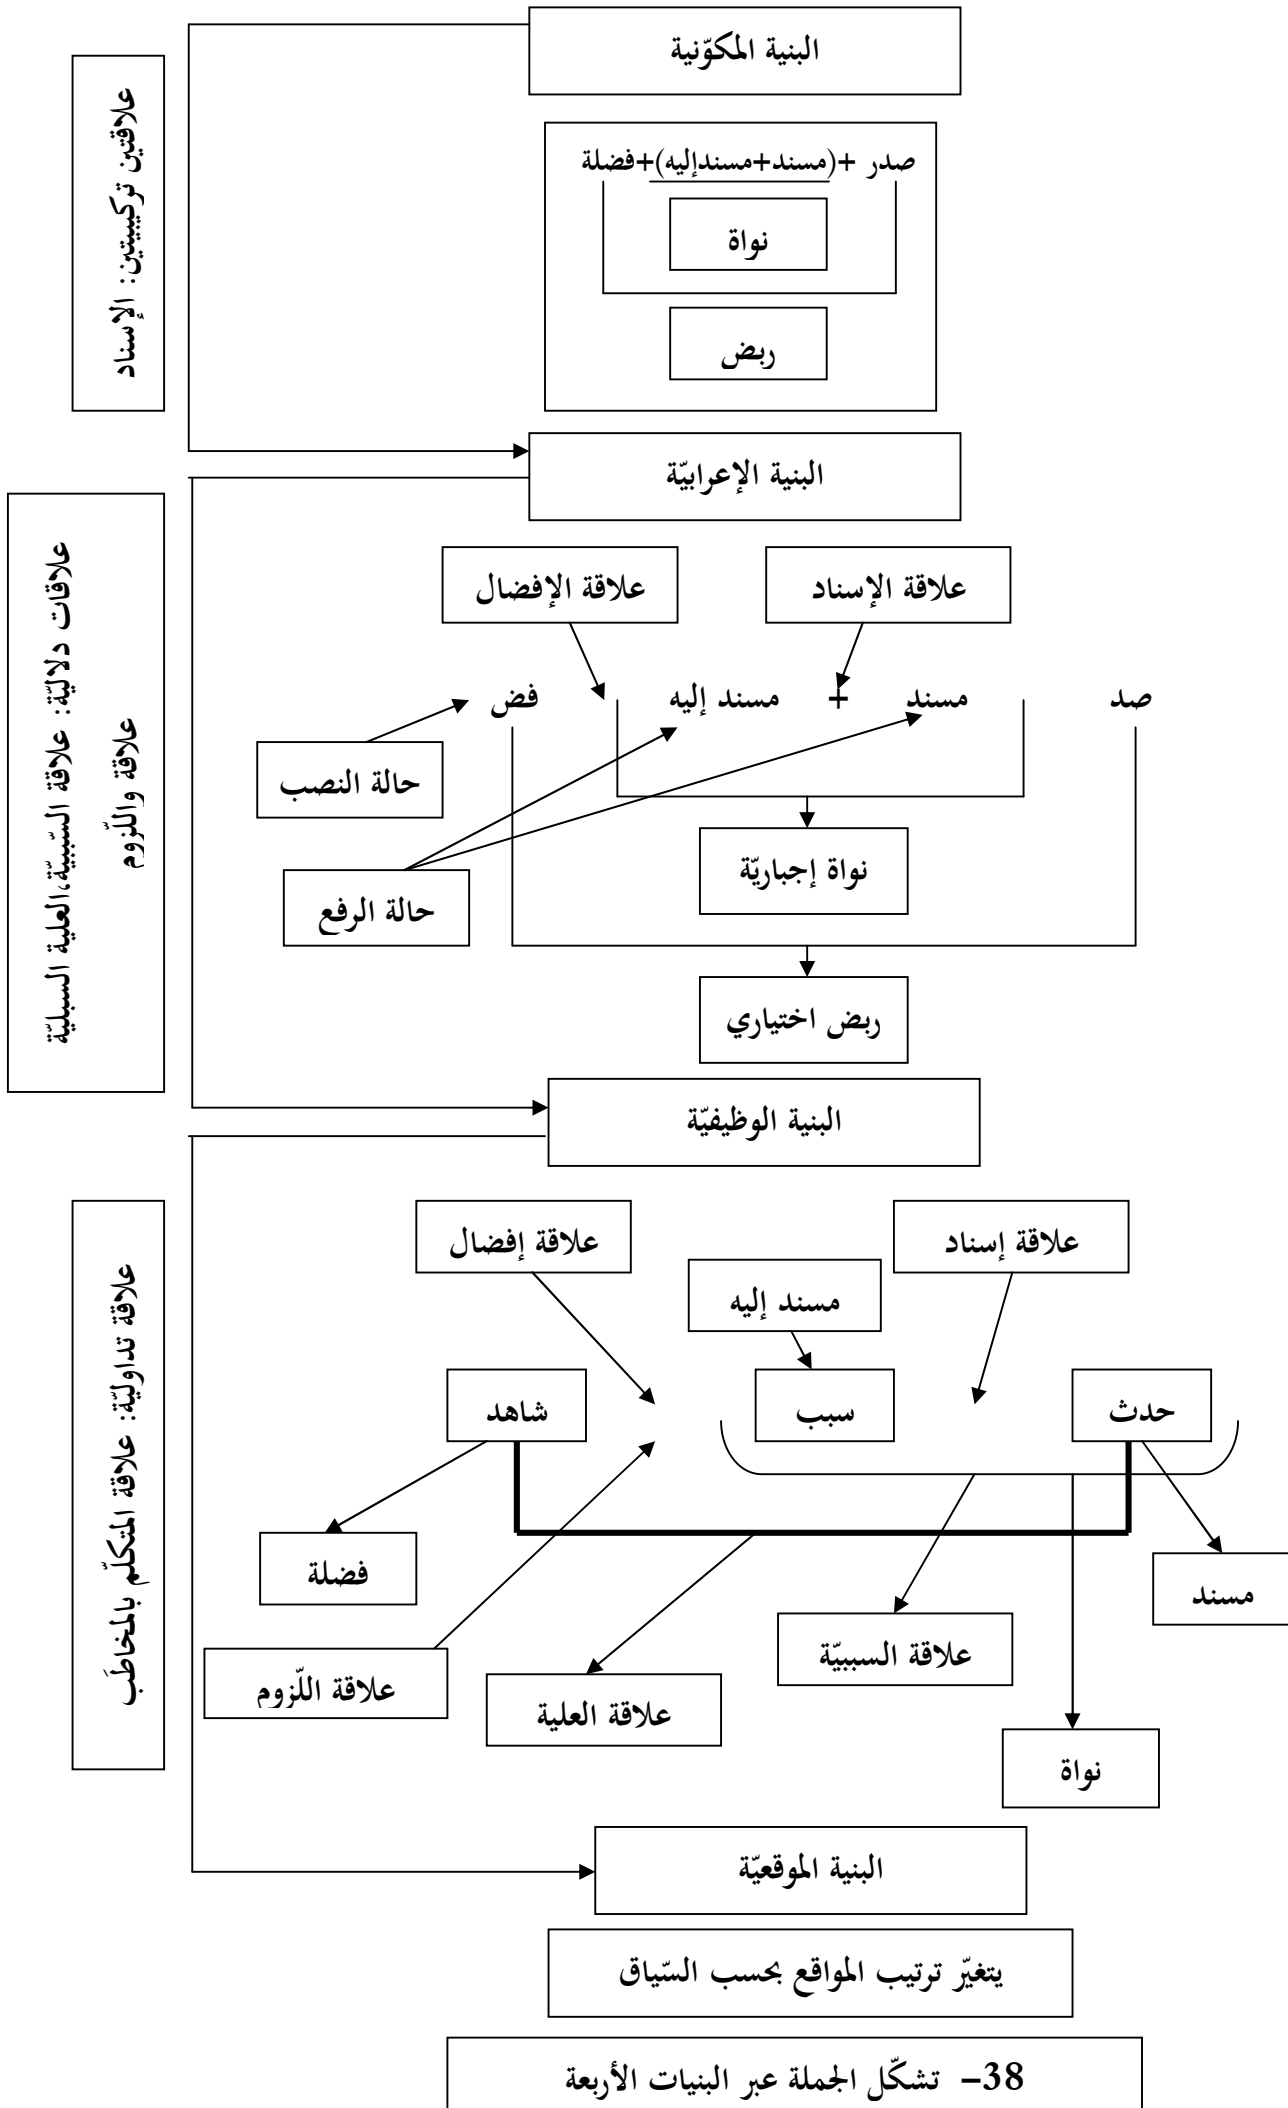 البنية المكوّنية
علاقتين تركيبيتين: الإسناد
صدر +(مسند+مسندإليه)+فضلة
نواة
ربض
البنية الإعرابيّة
علاقات دلاليّة: علاقة السّببيّة،العلية السبليّة
علاقة واللّزوم
علاقة الإسناد
علاقة الإفضال
صد
مسند
+
مسند إليه
فض
حالة النصب
نواة إجباريّة
حالة الرفع
ربض اختياري
البنية الوظيفيّة
علاقة تداوليّة: علاقة المتكلّم بالمخاطَب
علاقة إسناد
علاقة إفضال
مسند إليه
حدث
سبب
شاهد
مسند
فضلة
علاقة السببيّة
علاقة اللّزوم
علاقة العلية
نواة
البنية الموقعيّة
يتغيّر ترتيب المواقع بحسب السّياق
38– تشكّل الجملة عبر البنيات الأربعة